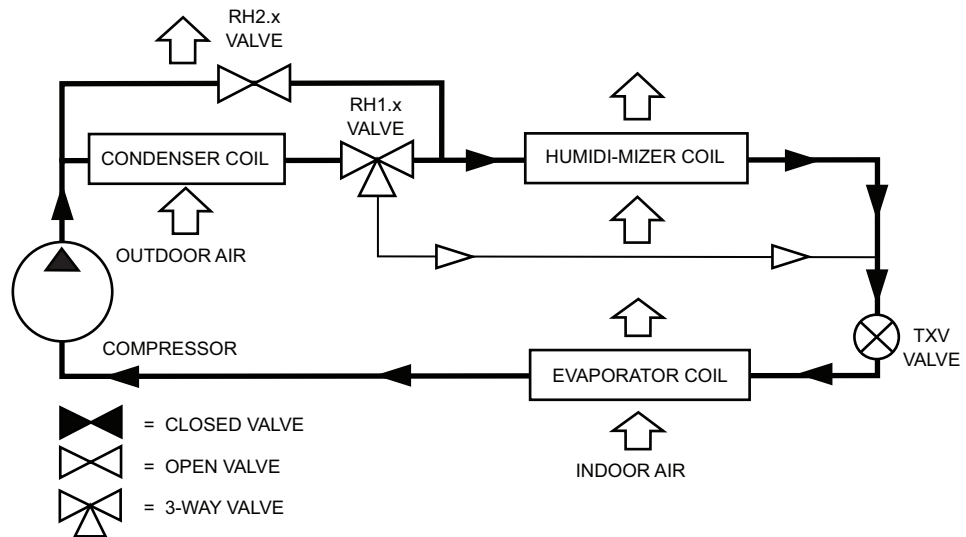 RH2.x
VALVE
RH1.x
VALVE
CONDENSER COIL
HUMIDI-MIZER COIL
OUTDOOR AIR
COMPRESSOR
TXV
VALVE
EVAPORATOR COIL
INDOOR AIR
= CLOSED VALVE
= OPEN VALVE
= 3-WAY VALVE